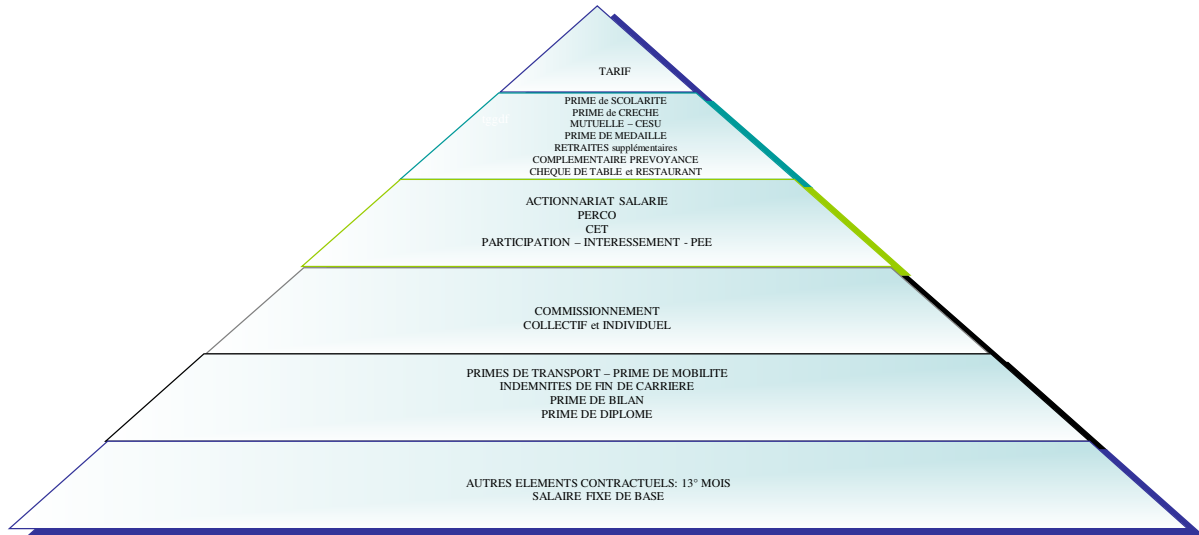 TARIF
PRIME de SCOLARITE
PRIME de CRECHE
MUTUELLE – CESU
PRIME DE MEDAILLE
RETRAITES supplémentaires
COMPLEMENTAIRE PREVOYANCE
CHEQUE DE TABLE et RESTAURANT
ACTIONNARIAT SALARIE
PERCO
CET
PARTICIPATION – INTERESSEMENT - PEE
COMMISSIONNEMENT
COLLECTIF et INDIVIDUEL
PRIMES DE TRANSPORT – PRIME DE MOBILITE
INDEMNITES DE FIN DE CARRIERE
PRIME DE BILAN
PRIME DE DIPLOME
AUTRES ELEMENTS CONTRACTUELS: 13° MOIS
SALAIRE FIXE DE BASE